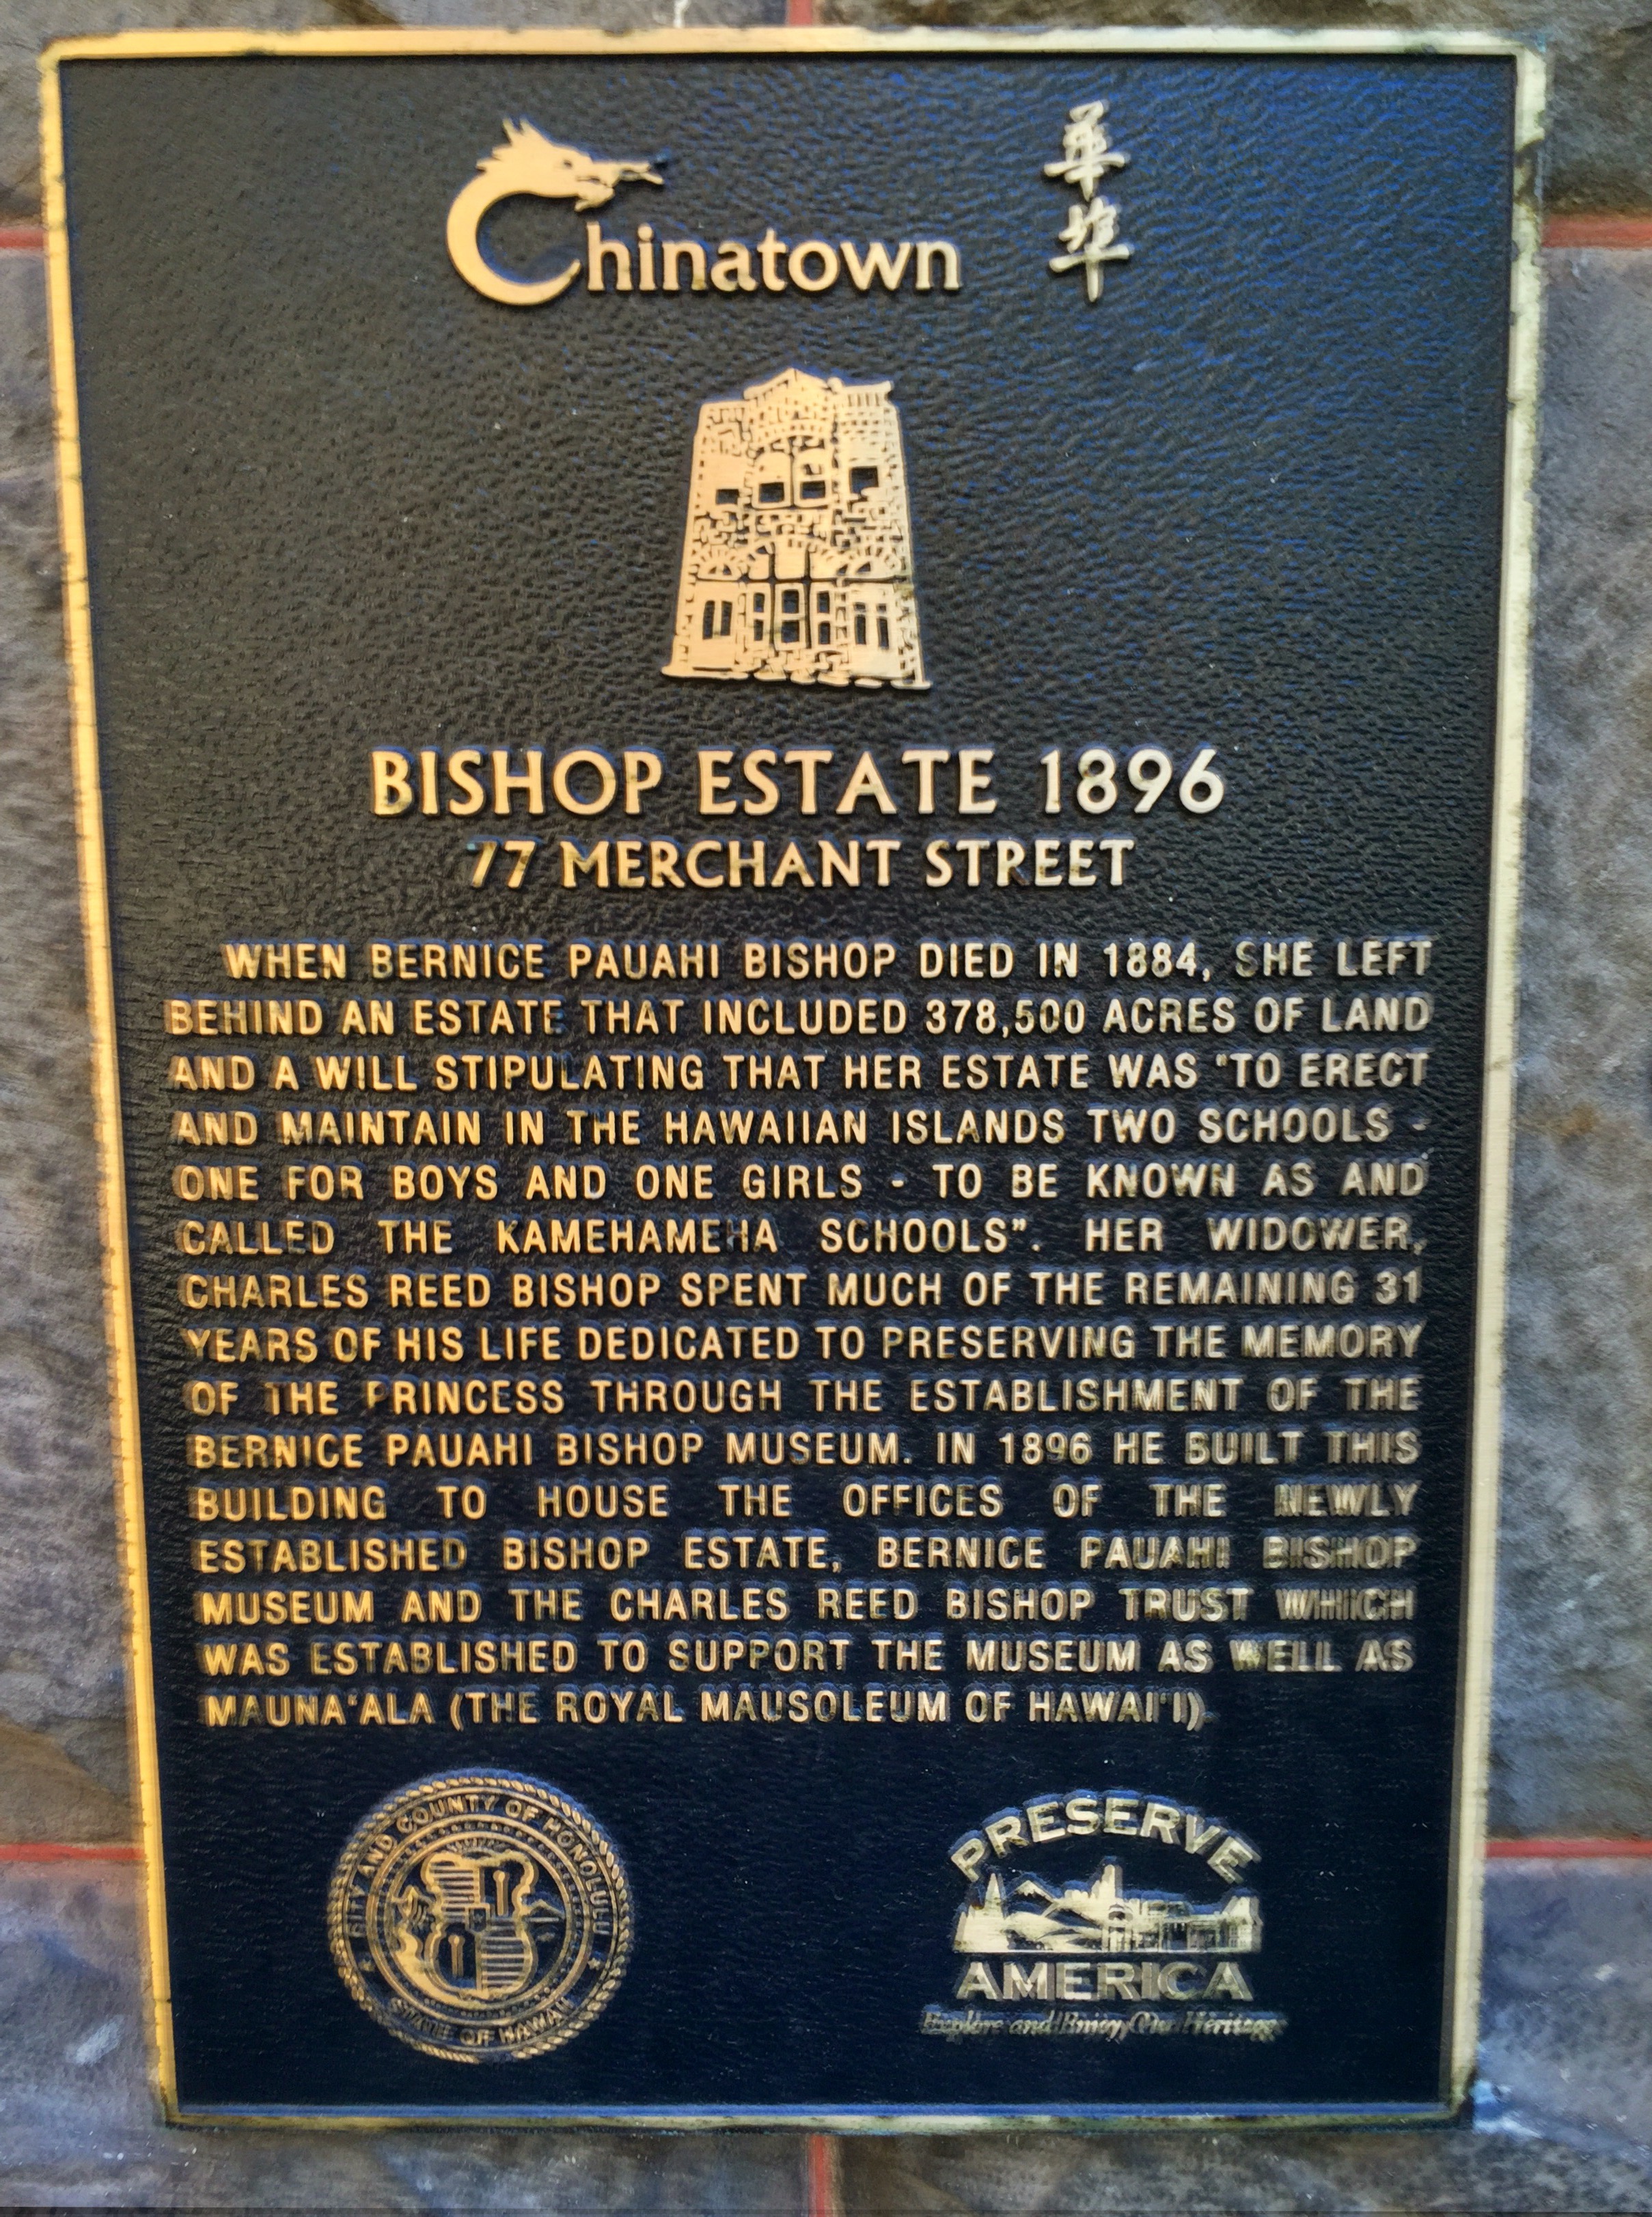 Chinatown
華埠
BISHOP ESTATE 1896
77 MERCHANT STREET
WHEN BERNICE PAUAHI BISHOP DIED IN 1884, SHE LEFT
BEHIND AN ESTATE THAT INCLUDED 378,500 ACRES OF LAND
AND A WILL STIPULATING THAT HER ESTATE WAS "TO ERECT
AND MAINTAIN IN THE HAWAIIAN ISLANDS TWO SCHOOLS -
ONE FOR BOYS AND ONE GIRLS - TO BE KNOWN AS AND
CALLED THE KAMEHAMEHA SCHOOLS". HER WIDOWER,
CHARLES REED BISHOP SPENT MUCH OF THE REMAINING 31
YEARS OF HIS LIFE DEDICATED TO PRESERVING THE MEMORY
OF THE PRINCESS THROUGH THE ESTABLISHMENT OF THE
BERNICE PAUAHI BISHOP MUSEUM. IN 1896 HE BUILT THIS
BUILDING TO HOUSE THE OFFICES OF THE NEWLY
ESTABLISHED BISHOP ESTATE, BERNICE PAUAHI BISHOP
MUSEUM AND THE CHARLES REED BISHOP TRUST WHICH
WAS ESTABLISHED TO SUPPORT THE MUSEUM AS WELL AS
MAUNA‘ALA (THE ROYAL MAUSOLEUM OF HAWAI‘I).
CITY AND COUNTY OF HONOLULU
STATE OF HAWAII
PRESERVE
AMERICA
Explore and Enjoy Our Heritage